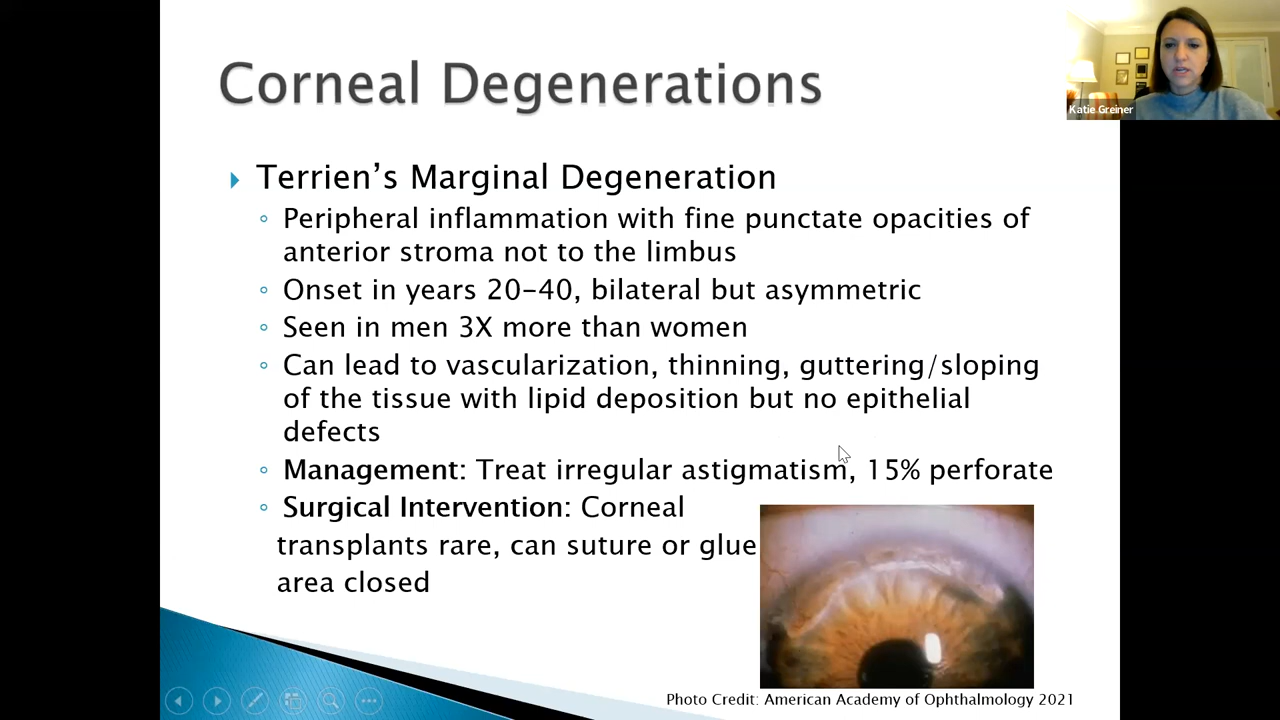 Corneal Degenerations
Katie Greiner
Terrien’s Marginal Degeneration
Peripheral inflammation with fine punctate opacities of
anterior stroma not to the limbus
Onset in years 20-40, bilateral but asymmetric
Seen in men 3X more than women
Can lead to vascularization, thinning, guttering/sloping
of the tissue with lipid deposition but no epithelial
defects
Management: Treat irregular astigmatism, 15% perforate
Surgical Intervention: Corneal
transplants rare, can suture or glue
area closed
Photo Credit: American Academy of Ophthalmology 2021